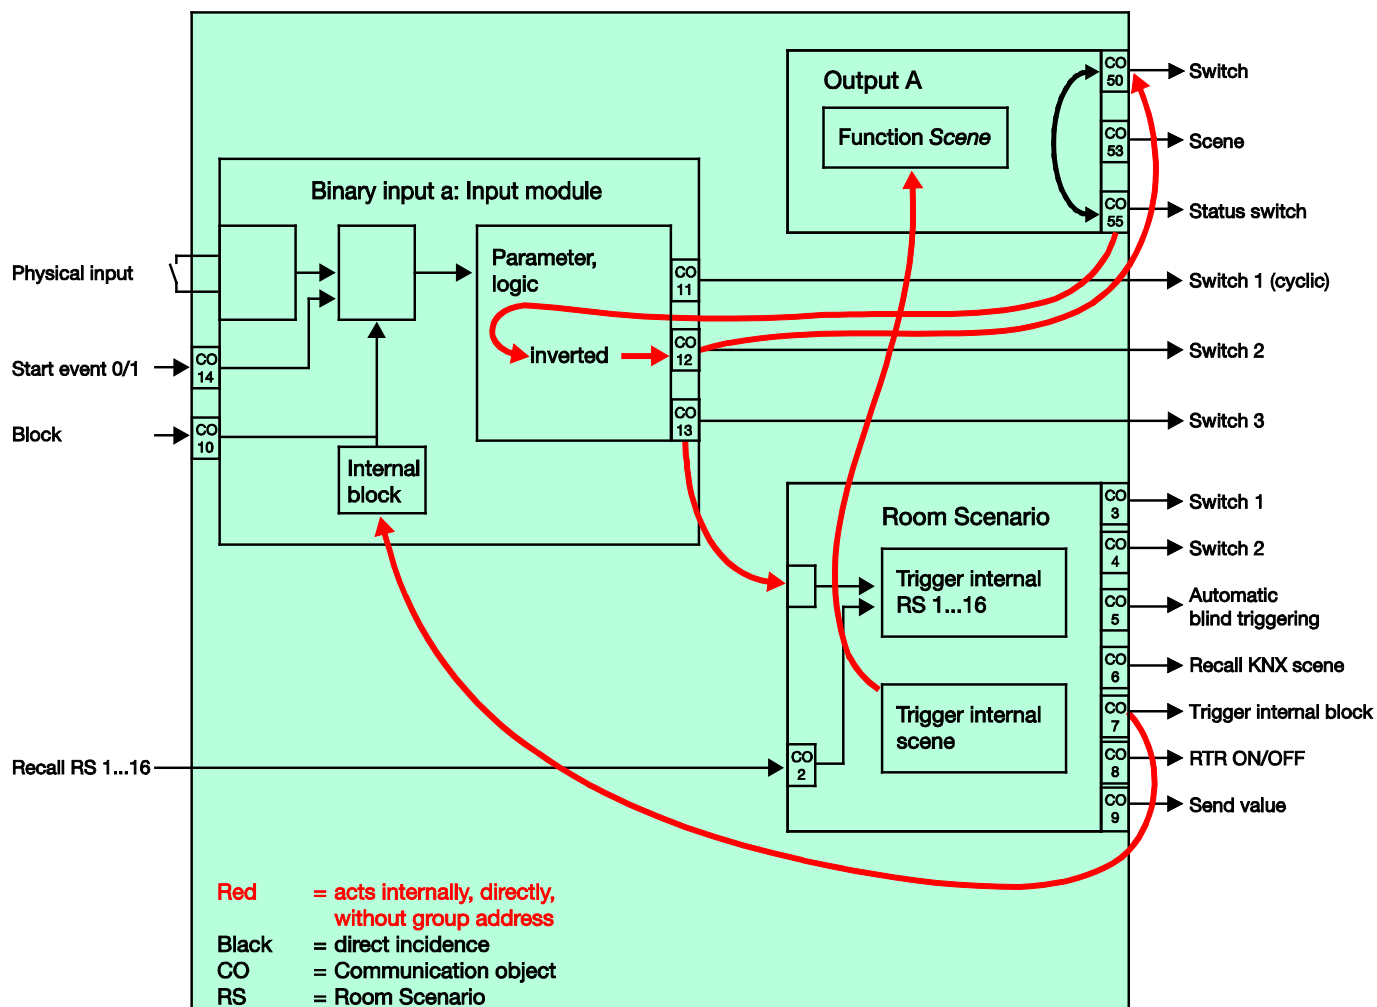 Output A
Function Scene
CO
50
Switch
CO
53
Scene
CO
55
Status switch
Binary input a: Input module
Physical input
Parameter,
logic
inverted
CO
11
Switch 1 (cyclic)
CO
12
Switch 2
CO
13
Switch 3
Start event 0/1
CO
14
Block
CO
10
Internal
block
Room Scenario
Trigger internal
RS 1...16
Trigger internal
scene
CO
3
Switch 1
CO
4
Switch 2
CO
5
Automatic
blind triggering
CO
6
Recall KNX scene
CO
7
Trigger internal block
CO
8
RTR ON/OFF
CO
9
Send value
Recall RS 1...16
CO
2
Red = acts internally, directly,
without group address
Black = direct incidence
CO = Communication object
RS = Room Scenario